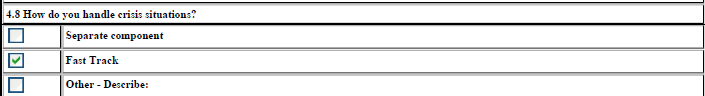 4.8 How do you handle crisis situations?
Separate component
Fast Track
Other - Describe: